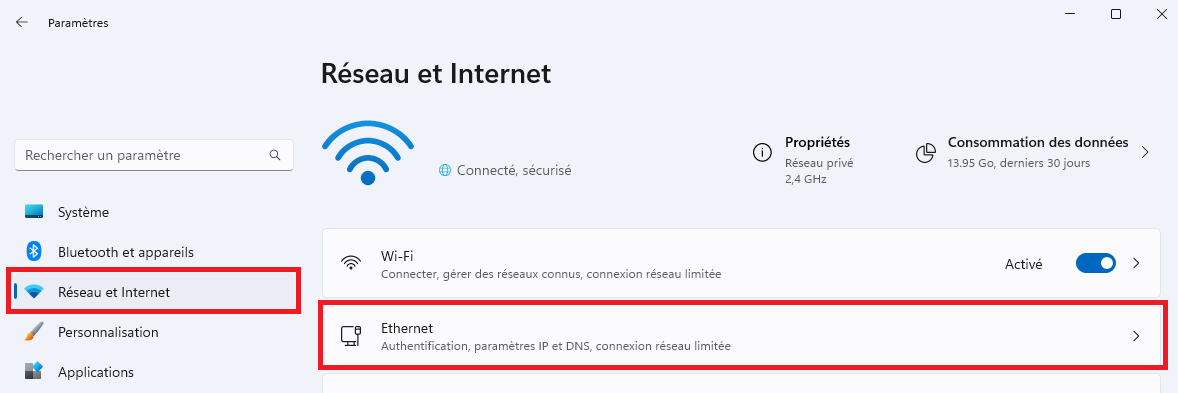 Paramètres
Réseau et Internet
Rechercher un paramètre
Connecté, sécurisé
Propriétés
Réseau privé
2,4 GHz
Consommation des données
13.95 Go, derniers 30 jours
Système
Bluetooth et appareils
Réseau et Internet
Personnalisation
Applications
Wi-Fi
Connecter, gérer des réseaux connus, connexion réseau limitée
Activé
Ethernet
Authentification, paramètres IP et DNS, connexion réseau limitée